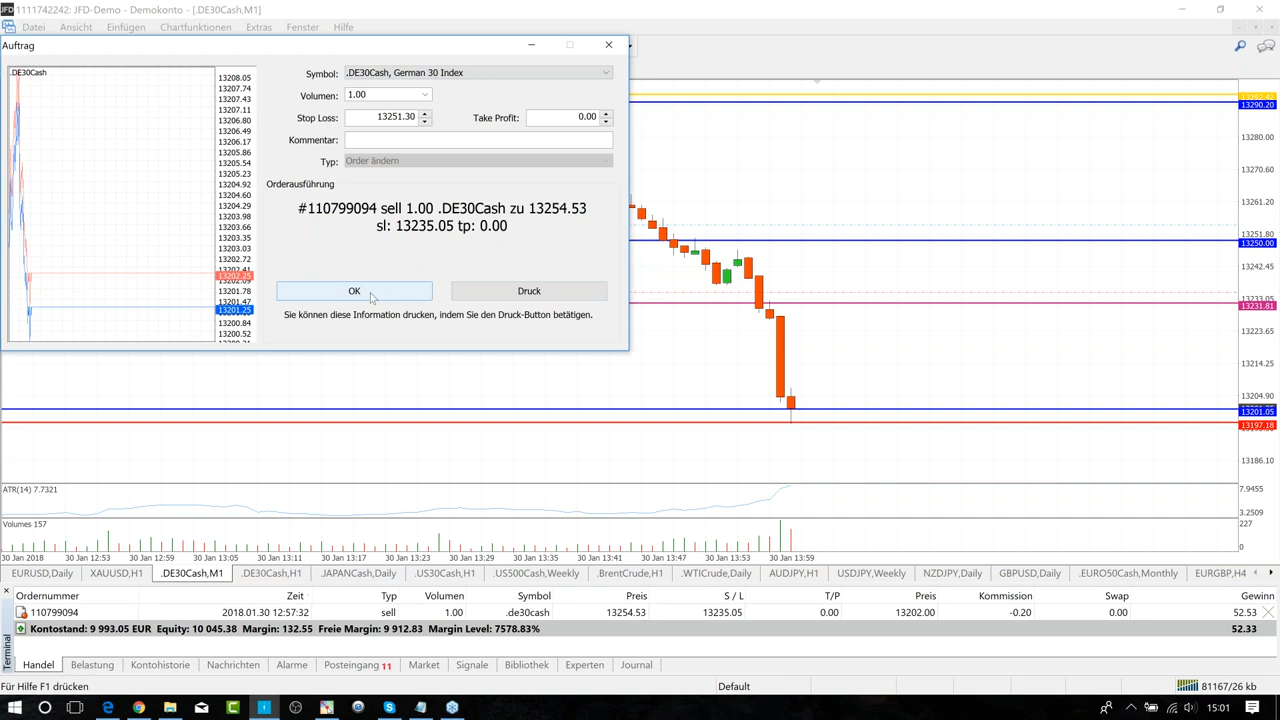 JFD 1111742242: JFD-Demo - Demokonto - [.DE30Cash,M1]
Datei Ansicht Einfügen Chartfunktionen Extras Fenster Hilfe
Auftrag
.DE30Cash
13208.05
13207.74
13207.43
13207.11
13206.80
13206.49
13206.17
13205.86
13205.54
13205.23
13204.92
13204.60
13204.29
13203.98
13203.66
13203.35
13203.03
13202.72
13202.41
13202.25
13202.09
13201.78
13201.47
13201.25
13200.84
13200.52
Symbol: .DE30Cash, German 30 Index
Volumen: 1.00
Stop Loss: 13251.30 Take Profit: 0.00
Kommentar:
Typ: Order ändern
Orderausführung
#110799094 sell 1.00 .DE30Cash zu 13254.53
sl: 13235.05 tp: 0.00
OK Druck
Sie können diese Information drucken, indem Sie den Druck-Button betätigen.
13290.20
13280.00
13270.60
13261.20
13251.80
13250.00
13242.45
13233.05
13231.81
13223.65
13214.25
13204.90
13201.05
13197.18
13186.10
ATR(14) 7.7321
7.9455
3.2509
Volumes 157
227
0
30 Jan 2018 30 Jan 12:53 30 Jan 12:59 30 Jan 13:05 30 Jan 13:11 30 Jan 13:17 30 Jan 13:23 30 Jan 13:29 30 Jan 13:35 30 Jan 13:41 30 Jan 13:47 30 Jan 13:53 30 Jan 13:59
EURUSD,Daily XAUUSD,H1 .DE30Cash,M1 .DE30Cash,H1 .JAPANCash,Daily .US30Cash,H1 .US500Cash,Weekly .BrentCrude,H1 .WTICrude,Daily AUDJPY,H1 USDJPY,Weekly NZDJPY,Daily GBPUSD,Daily .EURO50Cash,Monthly EURGBP,H4
Ordernummer Zeit Typ Volumen Symbol Preis S / L T/P Preis Kommission Swap Gewinn
110799094 2018.01.30 12:57:32 sell 1.00 .de30cash 13254.53 13235.05 0.00 13202.00 -0.20 0.00 52.53
Kontostand: 9 993.05 EUR Equity: 10 045.38 Margin: 132.55 Freie Margin: 9 912.83 Margin Level: 7578.83% 52.33
Terminal
Handel Belastung Kontohistorie Nachrichten Alarme Posteingang 11 Market Signale Bibliothek Experten Journal
Für Hilfe F1 drücken Default 81167/26 kb
15:01